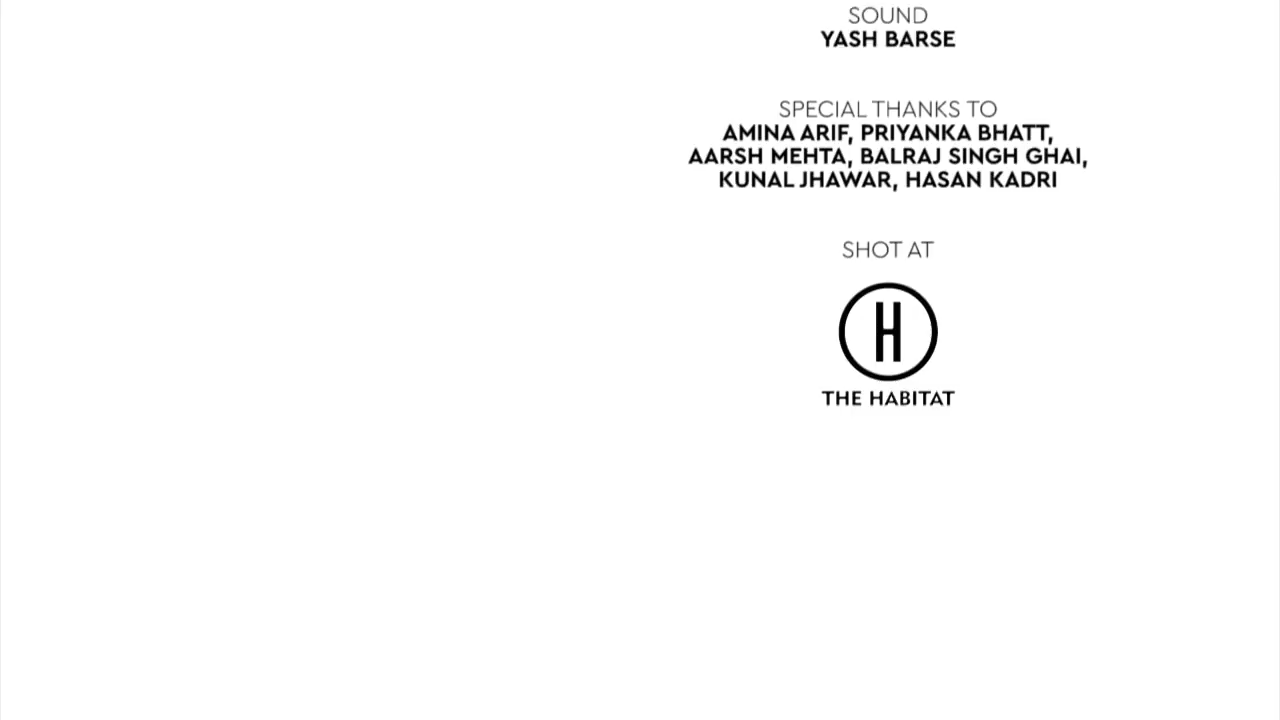 SOUND
YASH BARSE
SPECIAL THANKS TO
AMINA ARIF, PRIYANKA BHATT,
AARSH MEHTA, BALRAJ SINGH GHAI,
KUNAL JHAWAR, HASAN KADRI
SHOT AT
H
THE HABITAT